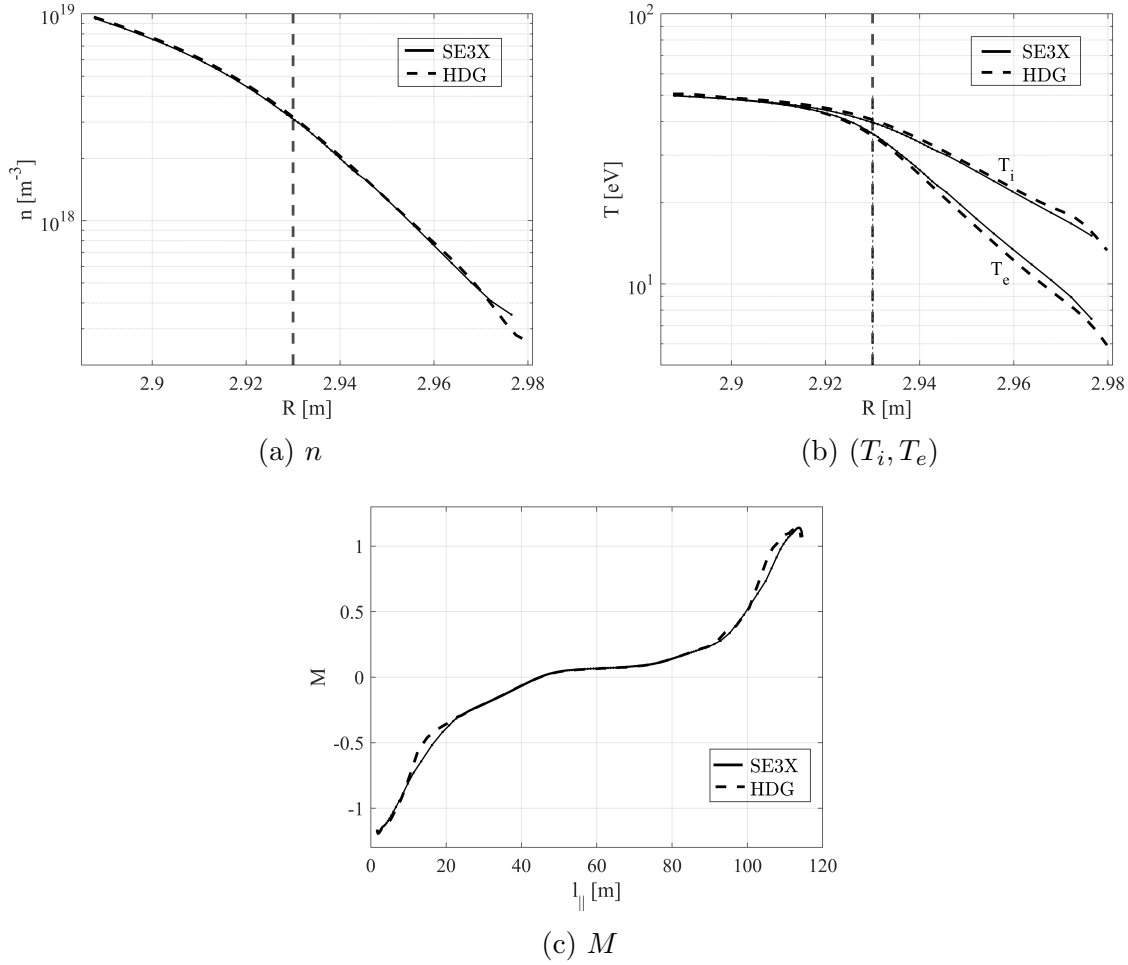 10^19
10^18
n [m^-3]
SE3X
HDG
2.9 2.92 2.94 2.96 2.98
R [m]
(a) n
10^2
10^1
T [eV]
SE3X
HDG
T_i
T_e
2.9 2.92 2.94 2.96 2.98
R [m]
(b) (T_i, T_e)
1
0.5
0
-0.5
-1
M
SE3X
HDG
0 20 40 60 80 100 120
l_|| [m]
(c) M